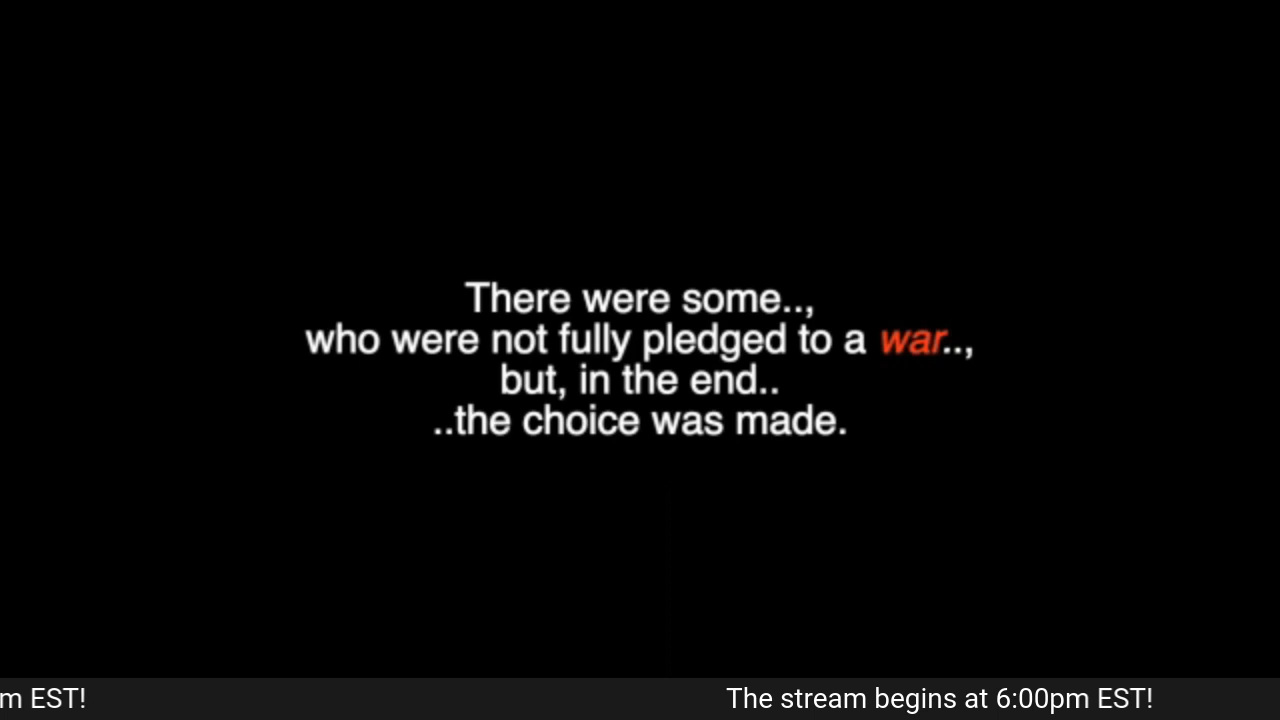 There were some..,
who were not fully pledged to a war..,
but, in the end..
..the choice was made.
m EST! The stream begins at 6:00pm EST!